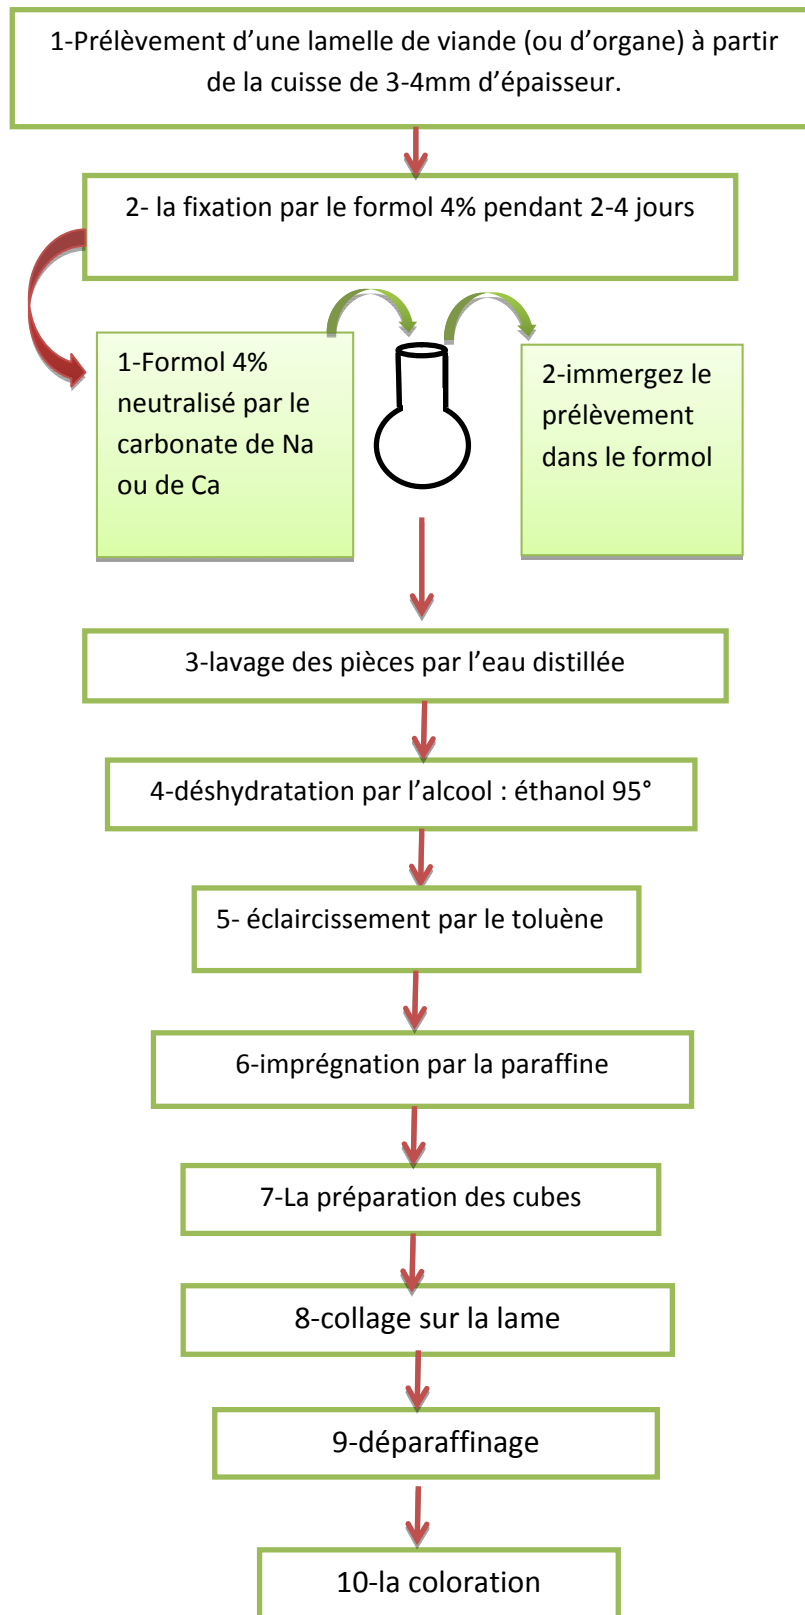 1-Prélèvement d’une lamelle de viande (ou d’organe) à partir
de la cuisse de 3-4mm d’épaisseur.
2- la fixation par le formol 4% pendant 2-4 jours
1-Formol 4%
neutralisé par le
carbonate de Na
ou de Ca
2-immergez le
prélèvement
dans le formol
3-lavage des pièces par l’eau distillée
4-déshydratation par l’alcool : éthanol 95°
5- éclaircissement par le toluène
6-imprégnation par la paraffine
7-La préparation des cubes
8-collage sur la lame
9-déparaffinage
10-la coloration